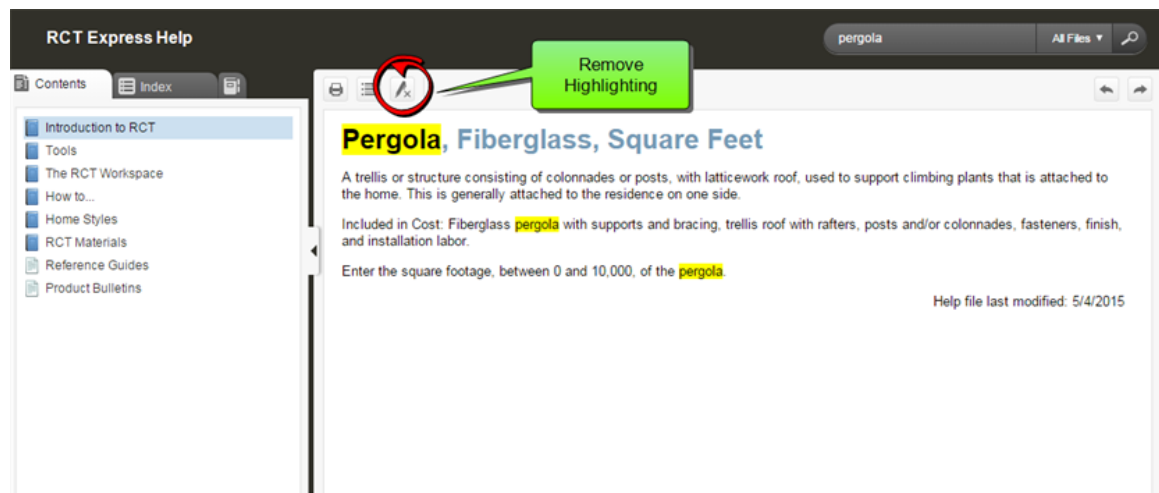 RCT Express Help
pergola
All Files
Contents
Index
Remove
Highlighting
Introduction to RCT
Tools
The RCT Workspace
How to...
Home Styles
RCT Materials
Reference Guides
Product Bulletins
Pergola, Fiberglass, Square Feet
A trellis or structure consisting of colonnades or posts, with latticework roof, used to support climbing plants that is attached to
the home. This is generally attached to the residence on one side.
Included in Cost: Fiberglass pergola with supports and bracing, trellis roof with rafters, posts and/or colonnades, fasteners, finish,
and installation labor.
Enter the square footage, between 0 and 10,000, of the pergola.
Help file last modified: 5/4/2015